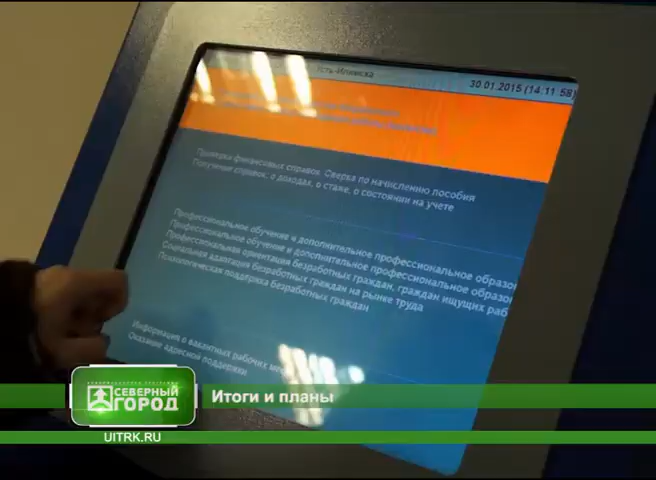 Усть-Илимска
30.01.2015 (14:11:58)
Проверка финансовых справок. Сверка по начислению пособия
Получение справок, о доходах, о стаже, о состоянии на учете
Профессиональное обучение и дополнительное профессиональное образо
Профессиональное обучение и дополнительное профессиональное образо
Профессиональная ориентация безработных граждан, граждан ищущих раб
Социальная адаптация безработных граждан на рынке труда
Психологическая поддержка безработных граждан
Информация о вакантных рабочих мес
Оказание адресной поддержки
СЕВЕРНЫЙ
ГОРОД
Итоги и планы
UITRK.RU